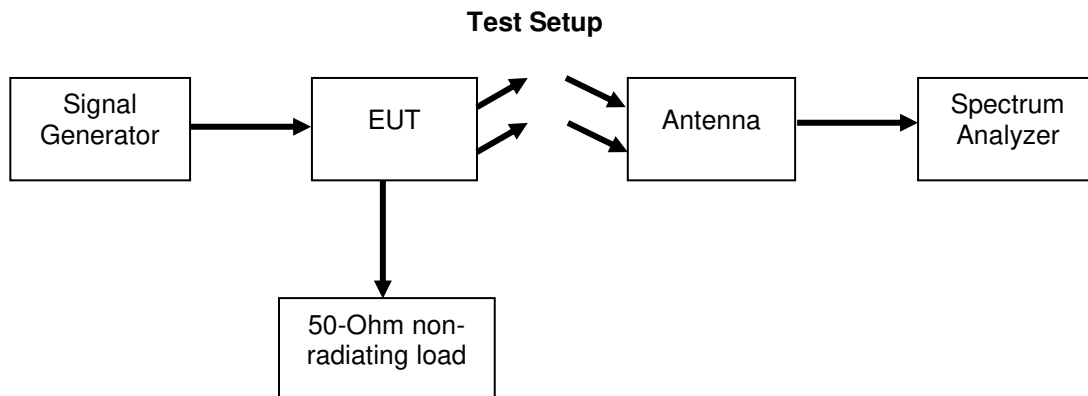 Test Setup
Signal
Generator
EUT
Antenna
Spectrum
Analyzer
50-Ohm non-
radiating load